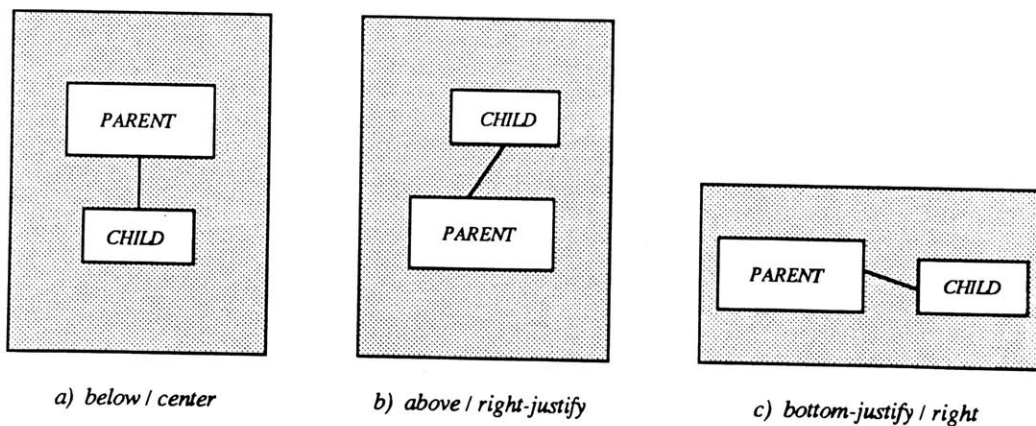 PARENT
CHILD
a) below / center
CHILD
PARENT
b) above / right-justify
PARENT
CHILD
c) bottom-justify / right